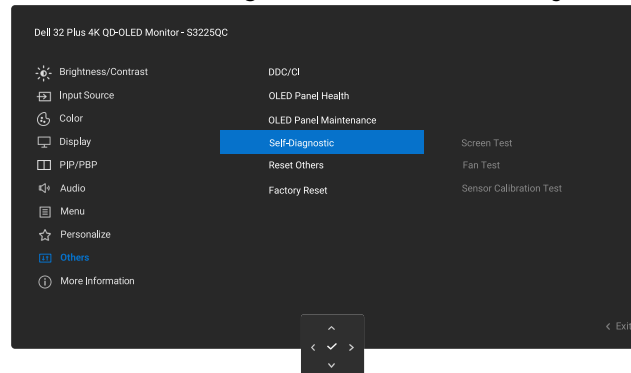 Dell 32 Plus 4K QD-OLED Monitor - S3225QC
Brightness/Contrast
Input Source
Color
Display
PIP/PBP
Audio
Menu
Personalize
Others
More Information
DDC/CI
OLED Panel Health
OLED Panel Maintenance
Self-Diagnostic
Reset Others
Factory Reset
Screen Test
Fan Test
Sensor Calibration Test
Exit